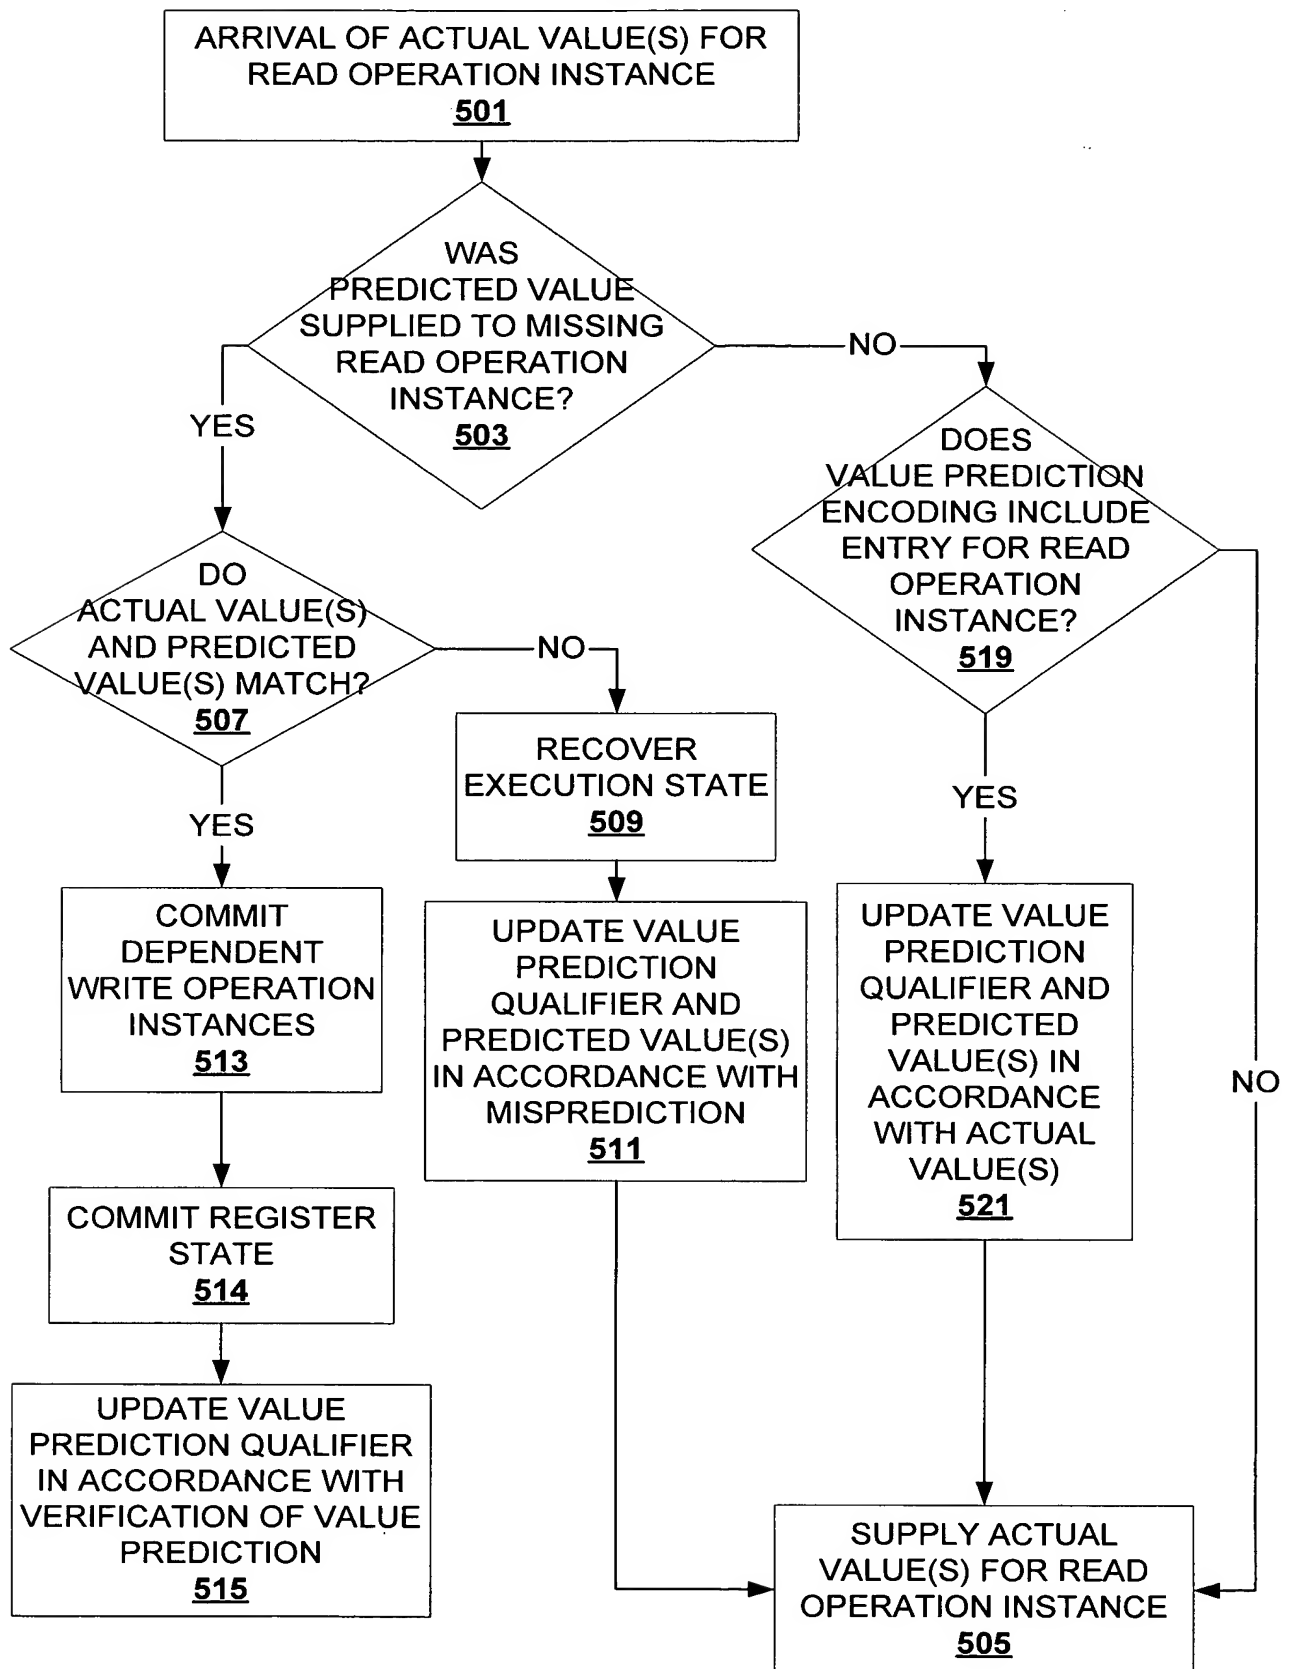 ARRIVAL OF ACTUAL VALUE(S) FOR
READ OPERATION INSTANCE
501
WAS
PREDICTED VALUE
SUPPLIED TO MISSING
READ OPERATION
INSTANCE?
503
NO
YES
DOES
VALUE PREDICTION
ENCODING INCLUDE
ENTRY FOR READ
OPERATION
INSTANCE?
519
DO
ACTUAL VALUE(S)
AND PREDICTED
VALUE(S) MATCH?
507
NO
RECOVER
EXECUTION STATE
509
YES
YES
NO
COMMIT
DEPENDENT
WRITE OPERATION
INSTANCES
513
UPDATE VALUE
PREDICTION
QUALIFIER AND
PREDICTED VALUE(S)
IN ACCORDANCE WITH
MISPREDICTION
511
UPDATE VALUE
PREDICTION
QUALIFIER AND
PREDICTED
VALUE(S) IN
ACCORDANCE
WITH ACTUAL
VALUE(S)
521
COMMIT REGISTER
STATE
514
UPDATE VALUE
PREDICTION QUALIFIER
IN ACCORDANCE WITH
VERIFICATION OF VALUE
PREDICTION
515
SUPPLY ACTUAL
VALUE(S) FOR READ
OPERATION INSTANCE
505